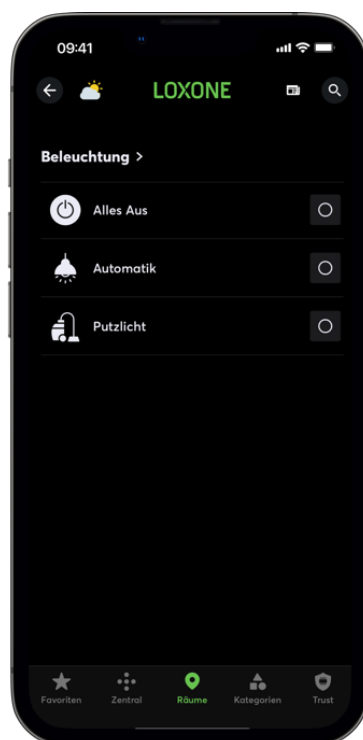 09:41
LOXONE
Beleuchtung >
Alles Aus
Automatik
Putzlicht
Favoriten Zentral Räume Kategorien Trust